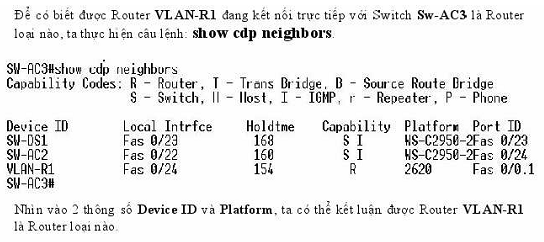 Để có biết được Router VLAN-R1 đang kết nối trực tiếp với Switch Sw-AC3 là Router
loại nào, ta thực hiện câu lệnh: show cdp neighbors.
SW-AC3#show cdp neighbors
Capability Codes: R - Router, T - Trans Bridge, B - Source Route Bridge
S - Switch, H - Host, I - IGMP, r - Repeater, P - Phone
Device ID Local Intrfce Holdtme Capability Platform Port ID
SW-DS1 Fas 0/23 168 S I WS-C2950-2Fas 0/23
SW-AC2 Fas 0/22 160 S I WS-C2950-2Fas 0/24
VLAN-R1 Fas 0/24 154 R 2620 Fas 0/0.1
SW-AC3#
Nhìn vào 2 thông số Device ID và Platform, ta có thể kết luận được Router VLAN-R1
là Router loại nào.